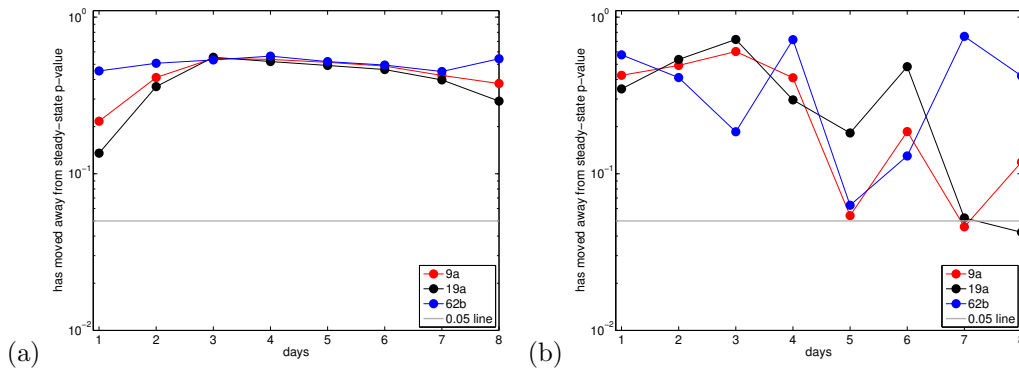 (a)
has moved away from steady−state p−value
10^0
10^−1
10^−2
1 2 3 4 5 6 7 8
days
9a
19a
62b
0.05 line
(b)
has moved away from steady−state p−value
10^0
10^−1
10^−2
1 2 3 4 5 6 7 8
days
9a
19a
62b
0.05 line